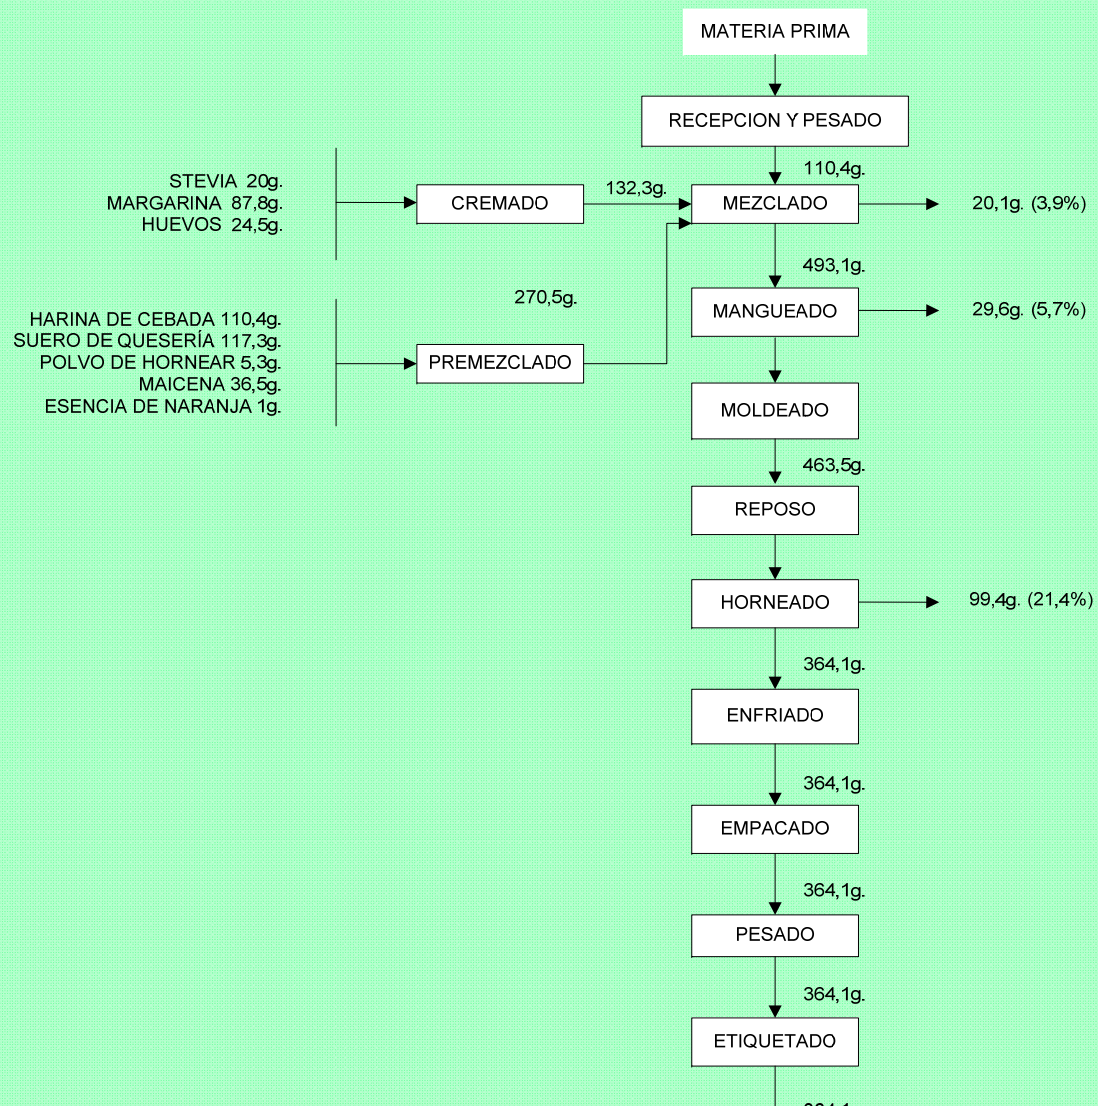 MATERIA PRIMA
RECEPCION Y PESADO
110,4g.
STEVIA 20g.
MARGARINA 87,8g.
HUEVOS 24,5g.
CREMADO
132,3g.
MEZCLADO
20,1g. (3,9%)
493,1g.
270,5g.
HARINA DE CEBADA 110,4g.
SUERO DE QUESERÍA 117,3g.
POLVO DE HORNEAR 5,3g.
MAICENA 36,5g.
ESENCIA DE NARANJA 1g.
PREMEZCLADO
MANGUEADO
29,6g. (5,7%)
MOLDEADO
463,5g.
REPOSO
HORNEADO
99,4g. (21,4%)
364,1g.
ENFRIADO
364,1g.
EMPACADO
364,1g.
PESADO
364,1g.
ETIQUETADO